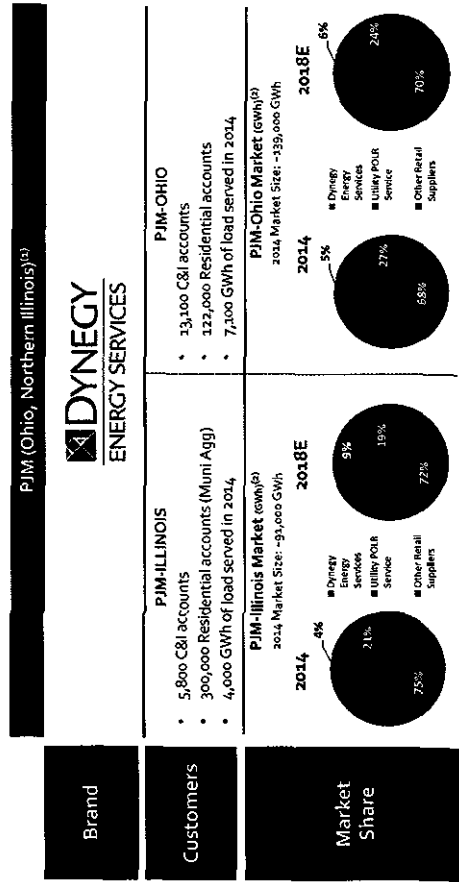 PJM (Ohio, Northern Illinois)(1)
Brand
DYNEGY
ENERGY SERVICES
Customers
PJM-ILLINOIS
• 5,800 C&I accounts
• 300,000 Residential accounts (Muni Agg)
• 4,000 GWh of load served in 2014
PJM-OHIO
• 13,100 C&I accounts
• 122,000 Residential accounts
• 7,100 GWh of load served in 2014
Market
Share
PJM-Illinois Market (GWh)(2)
2014 Market Size: ~91,000 GWh
2014
4%
21%
75%
Dynegy
Energy
Services
Utility POLR
Service
Other Retail
Suppliers
2018E
9%
19%
72%
PJM-Ohio Market (GWh)(2)
2014 Market Size: ~139,000 GWh
2014
5%
27%
68%
Dynegy
Energy
Services
Utility POLR
Service
Other Retail
Suppliers
2018E
6%
24%
70%